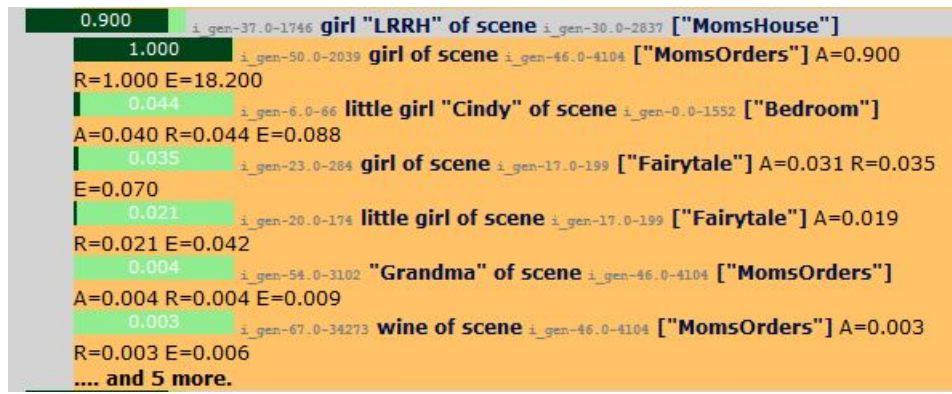 0.900 i_gen-37.0-1746 girl "LRRH" of scene i_gen-30.0-2837 ["MomsHouse"]
1.000 i_gen-50.0-2039 girl of scene i_gen-46.0-4104 ["MomsOrders"] A=0.900
R=1.000 E=18.200
0.044 i_gen-6.0-66 little girl "Cindy" of scene i_gen-0.0-1552 ["Bedroom"]
A=0.040 R=0.044 E=0.088
0.035 i_gen-23.0-284 girl of scene i_gen-17.0-199 ["Fairytale"] A=0.031 R=0.035
E=0.070
0.021 i_gen-20.0-174 little girl of scene i_gen-17.0-199 ["Fairytale"] A=0.019
R=0.021 E=0.042
0.004 i_gen-54.0-3102 "Grandma" of scene i_gen-46.0-4104 ["MomsOrders"]
A=0.004 R=0.004 E=0.009
0.003 i_gen-67.0-34273 wine of scene i_gen-46.0-4104 ["MomsOrders"] A=0.003
R=0.003 E=0.006
.... and 5 more.